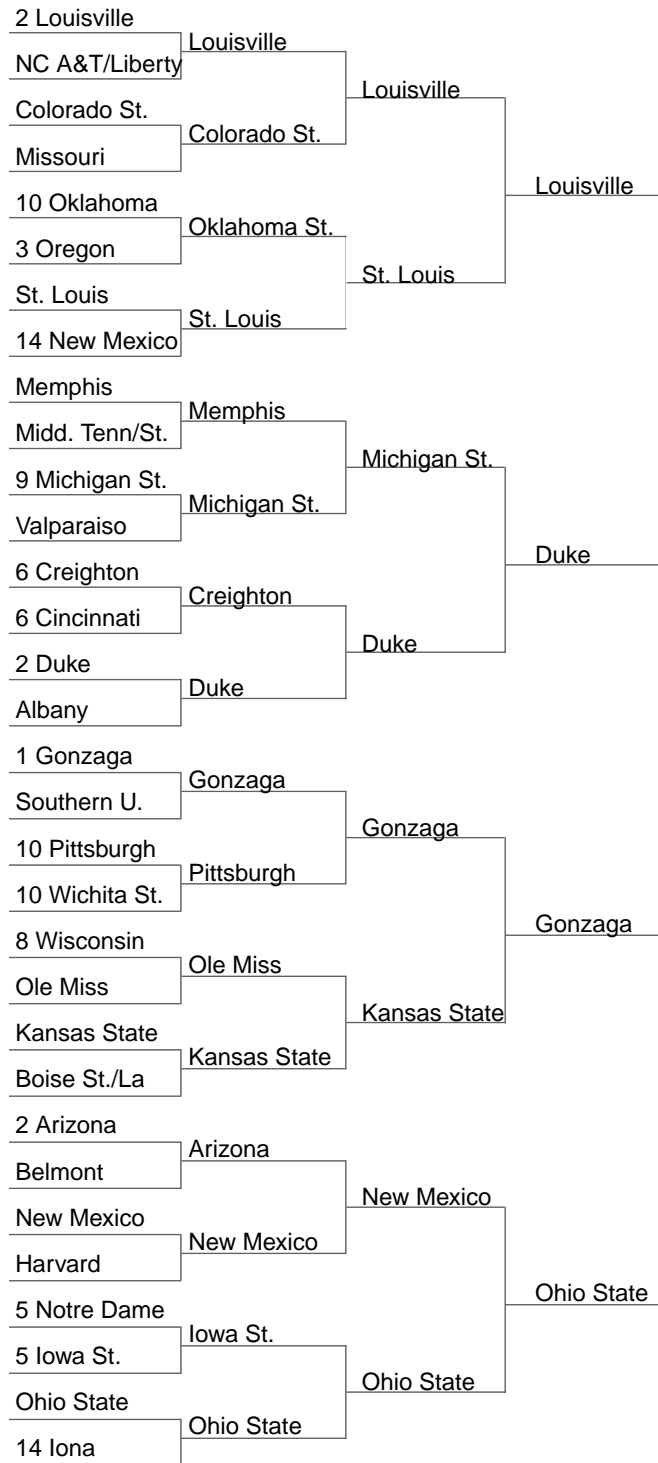 2 Louisville
NC A&T/Liberty
Colorado St.
Missouri
10 Oklahoma
3 Oregon
St. Louis
14 New Mexico
Memphis
Midd. Tenn/St.
9 Michigan St.
Valparaiso
6 Creighton
6 Cincinnati
2 Duke
Albany
1 Gonzaga
Southern U.
10 Pittsburgh
10 Wichita St.
8 Wisconsin
Ole Miss
Kansas State
Boise St./La
2 Arizona
Belmont
New Mexico
Harvard
5 Notre Dame
5 Iowa St.
Ohio State
14 Iona
Louisville
Colorado St.
Oklahoma St.
St. Louis
Memphis
Michigan St.
Creighton
Duke
Gonzaga
Pittsburgh
Ole Miss
Kansas State
Arizona
New Mexico
Iowa St.
Ohio State
Louisville
St. Louis
Michigan St.
Duke
Gonzaga
Kansas State
New Mexico
Ohio State
Louisville
Duke
Gonzaga
Ohio State